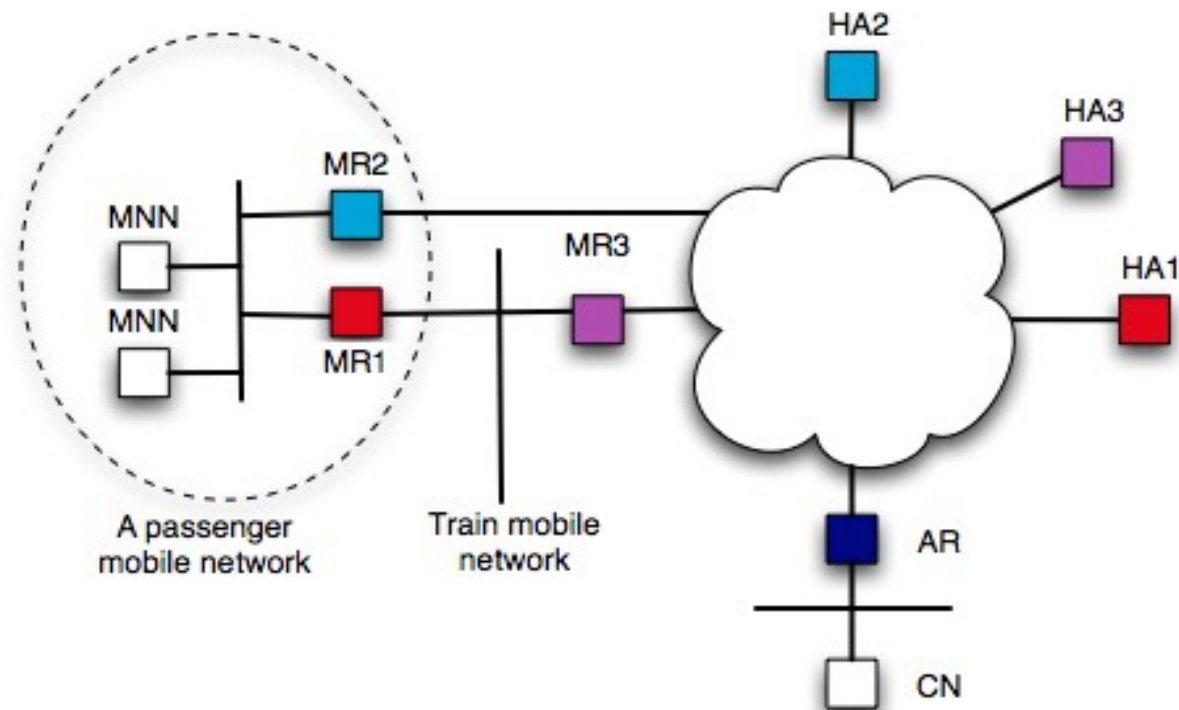 HA2
HA3
MR2
MNN
MR3
HA1
MNN
MR1
A passenger
mobile network
Train mobile
network
AR
CN